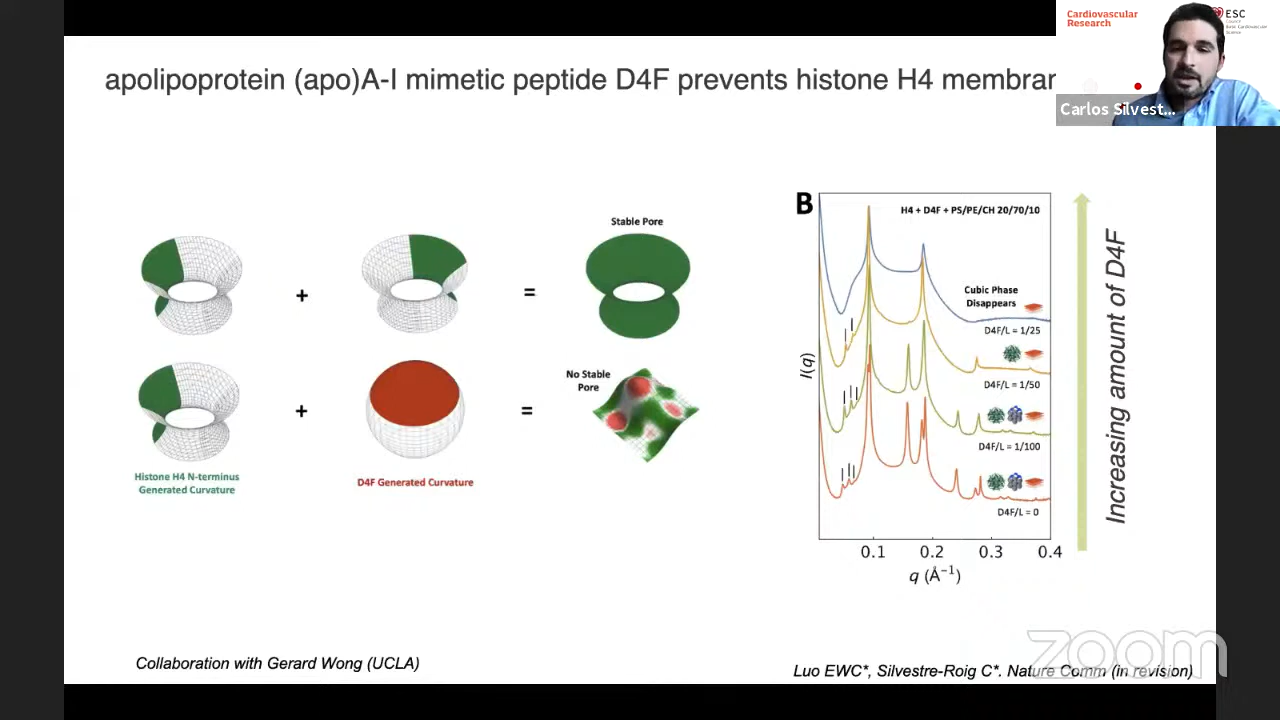 Cardiovascular
Research
ESC
apolipoprotein (apo)A-I mimetic peptide D4F prevents histone H4 membran
Carlos Silvest...
Stable Pore
+
=
No Stable
Pore
+
=
Histone H4 N-terminus
Generated Curvature
D4F Generated Curvature
B
H4 + D4F + PS/PE/CH 20/70/10
Cubic Phase
Disappears
D4F/L = 1/25
D4F/L = 1/50
D4F/L = 1/100
D4F/L = 0
I(q)
0.1 0.2 0.3 0.4
q (Å⁻¹)
Increasing amount of D4F
Collaboration with Gerard Wong (UCLA)
Luo EWC*, Silvestre-Roig C*. Nature Comm (in revision)
zoom